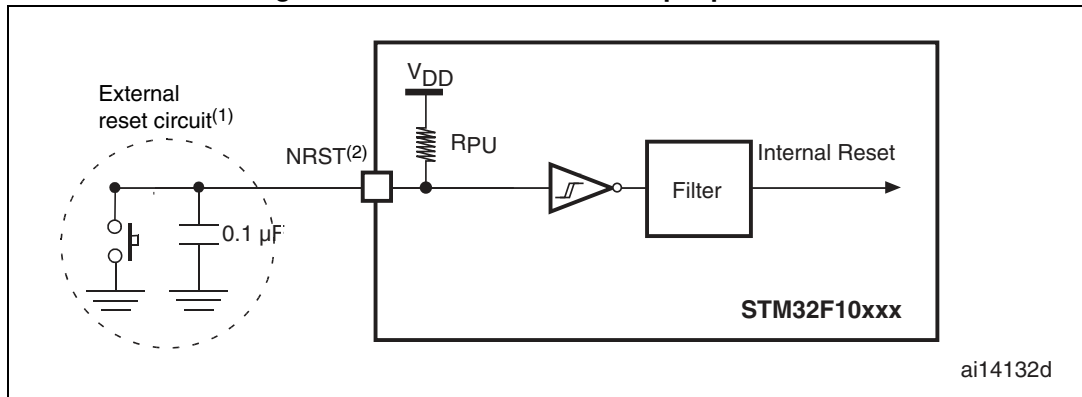 External
reset circuit(1)
VDD
NRST(2)
RPU
Internal Reset
Filter
0.1 μF
STM32F10xxx
ai14132d